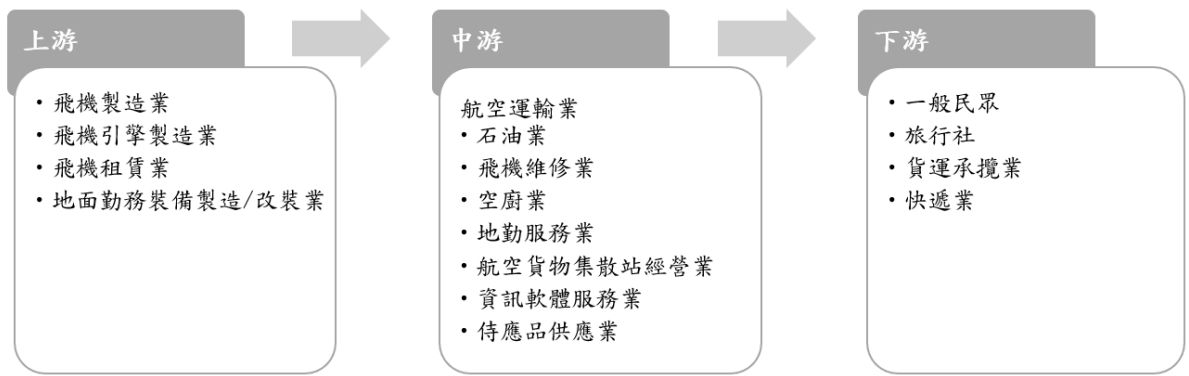 上游
・飛機製造業
・飛機引擎製造業
・飛機租賃業
・地面勤務裝備製造/改裝業
中游
航空運輸業
・石油業
・飛機維修業
・空廚業
・地勤服務業
・航空貨物集散站經營業
・資訊軟體服務業
・侍應品供應業
下游
・一般民眾
・旅行社
・貨運承攬業
・快遞業